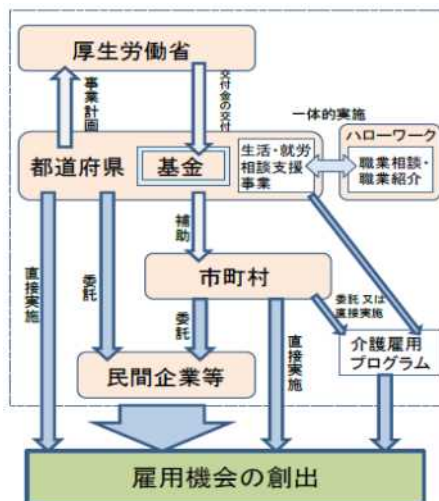 厚生労働省
事業計画
交付金の交付
一体的実施
都道府県
基金
生活・就労
相談支援
事業
ハローワーク
職業相談・
職業紹介
直接実施
委託
補助
市町村
委託
直接実施
委託 又は
直接実施
介護雇用
プログラム
民間企業等
雇用機会の創出